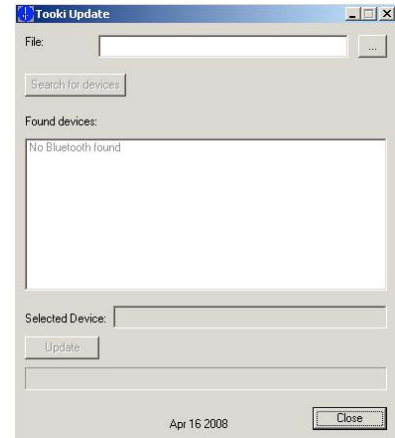 Tooki Update
File:
...
Search for devices
Found devices:
No Bluetooth found
Selected Device:
Update
Apr 16 2008
Close